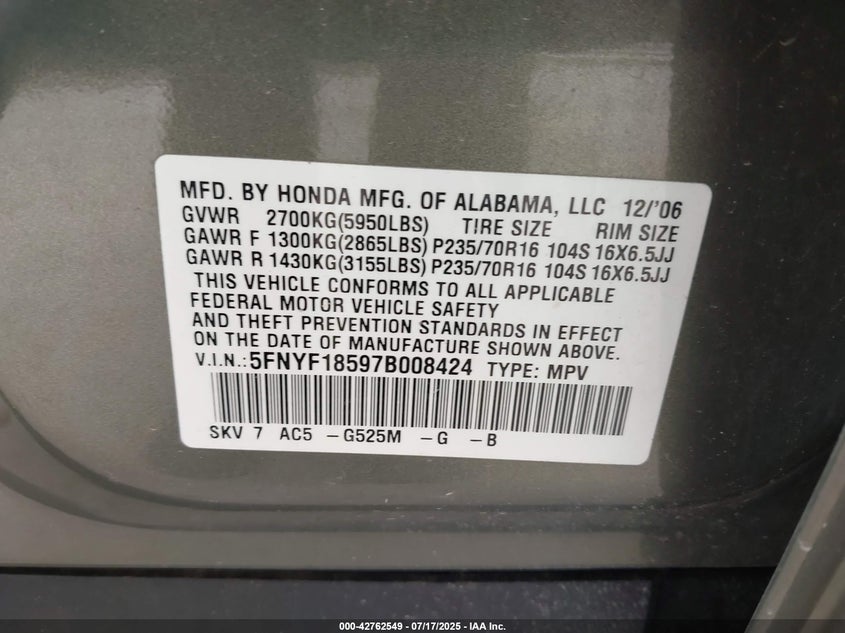 MFD. BY HONDA MFG. OF ALABAMA, LLC 12/'06
GVWR 2700KG(5950LBS) TIRE SIZE RIM SIZE
GAWR F 1300KG(2865LBS) P235/70R16 104S 16X6.5JJ
GAWR R 1430KG(3155LBS) P235/70R16 104S 16X6.5JJ
THIS VEHICLE CONFORMS TO ALL APPLICABLE
FEDERAL MOTOR VEHICLE SAFETY
AND THEFT PREVENTION STANDARDS IN EFFECT
ON THE DATE OF MANUFACTURE SHOWN ABOVE.
V.I.N.: 5FNYF18597B008424 TYPE: MPV
SKV 7 AC5 -G525M -G -B
000-42762549 - 07/17/2025 - IAA Inc.